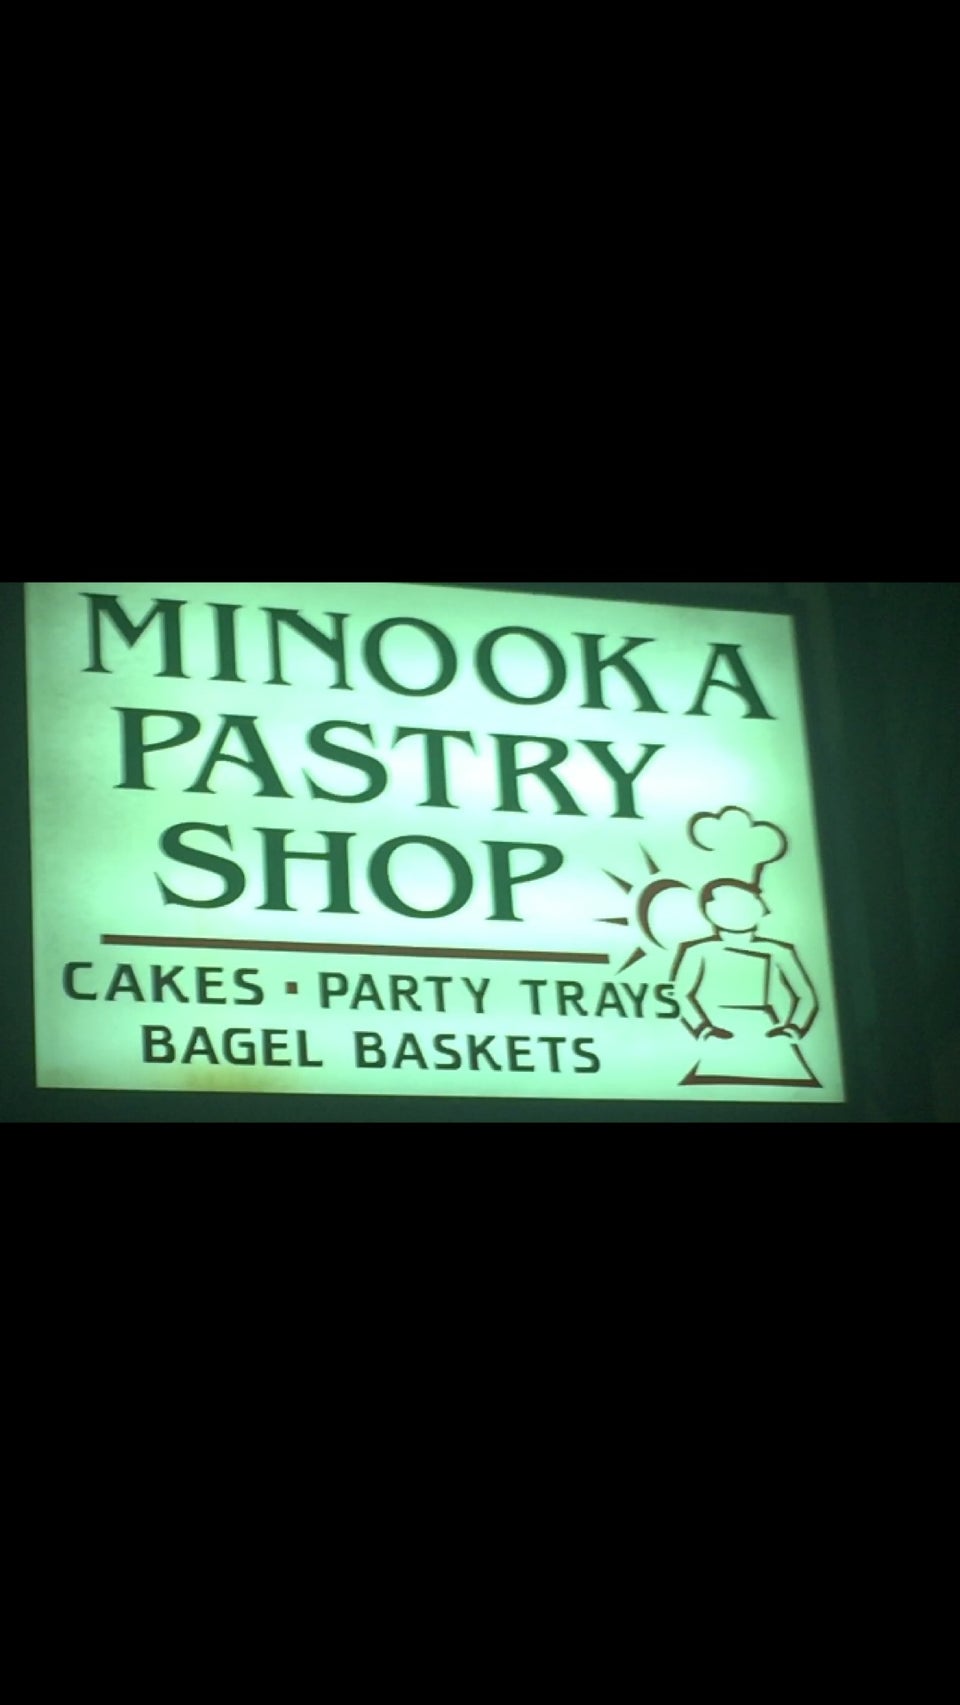 MINOOKA
PASTRY
SHOP
CAKES · PARTY TRAYS
BAGEL BASKETS